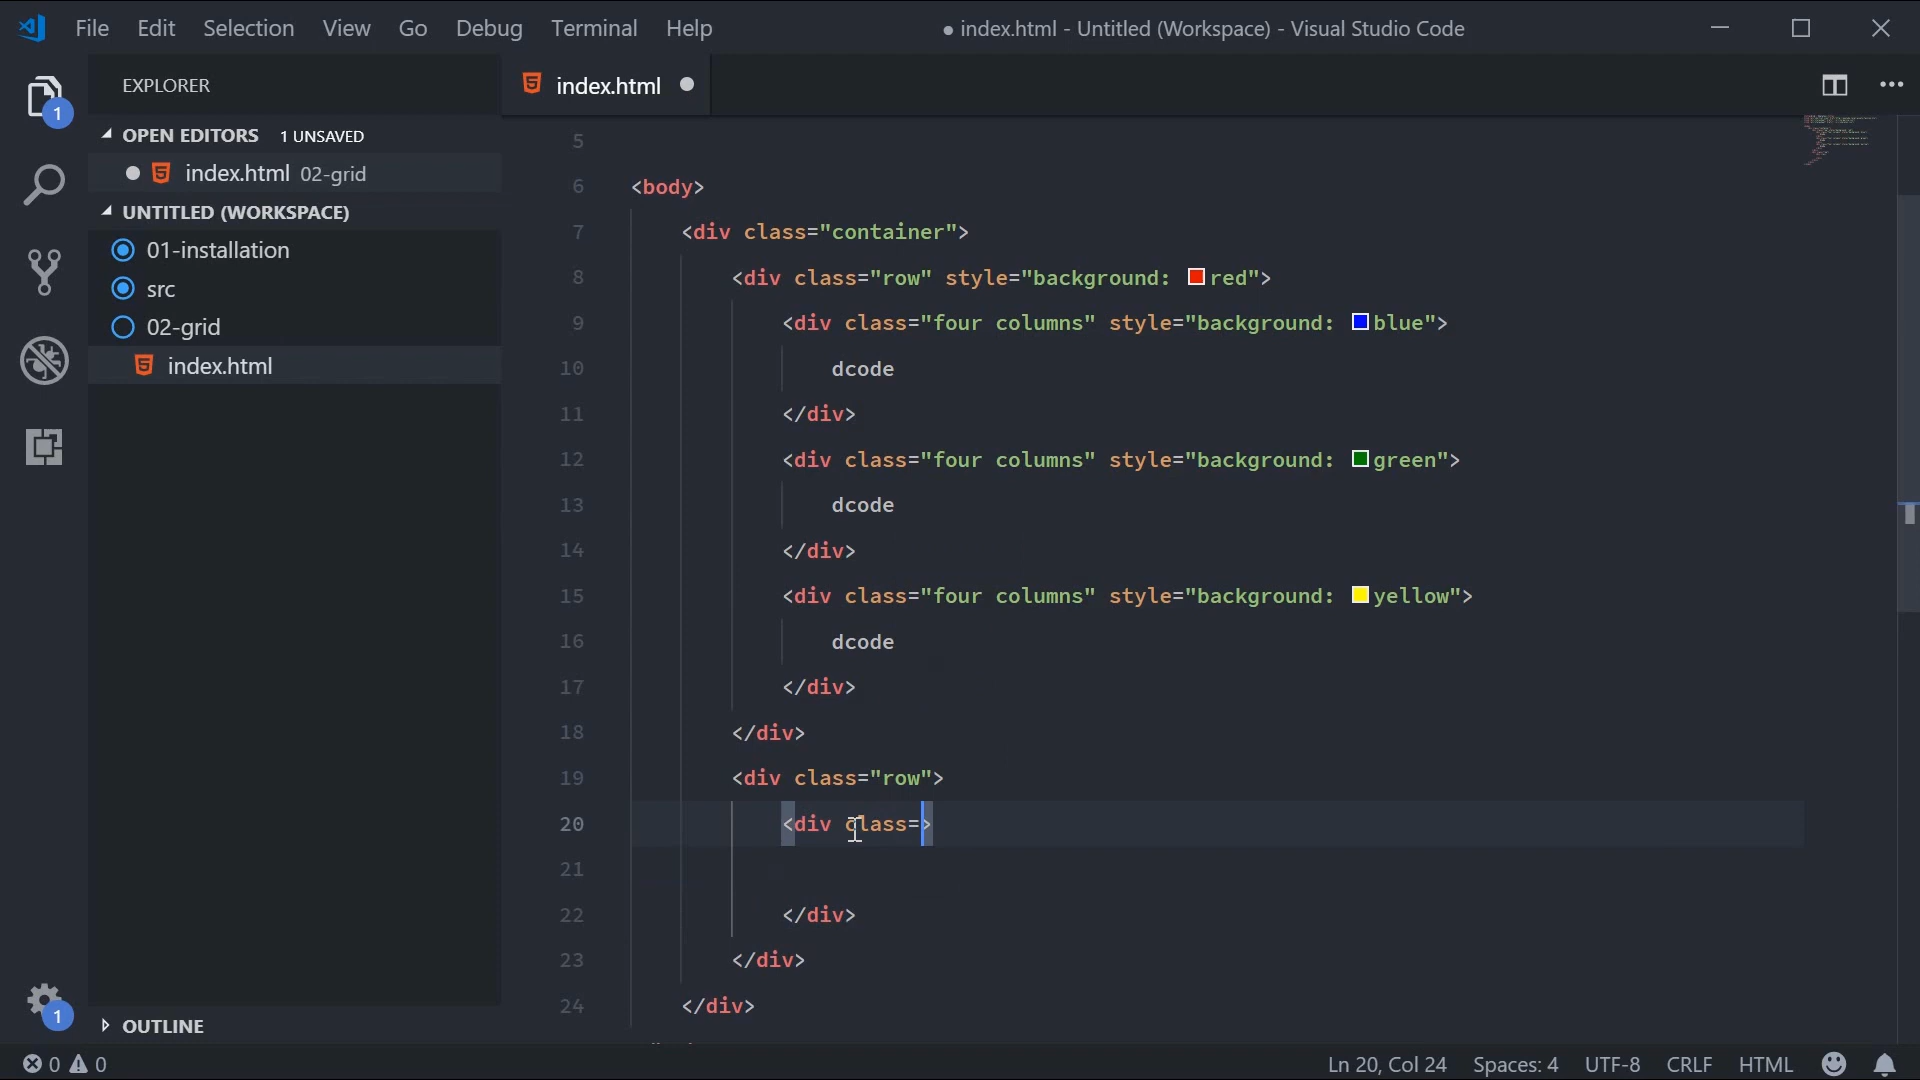 File Edit Selection View Go Debug Terminal Help ● index.html - Untitled (Workspace) - Visual Studio Code
EXPLORER
index.html
1
OPEN EDITORS 1 UNSAVED
index.html 02-grid
UNTITLED (WORKSPACE)
01-installation
src
02-grid
index.html
OUTLINE
1
5
6 <body>
7 <div class="container">
8 <div class="row" style="background: red">
9 <div class="four columns" style="background: blue">
10 dcode
11 </div>
12 <div class="four columns" style="background: green">
13 dcode
14 </div>
15 <div class="four columns" style="background: yellow">
16 dcode
17 </div>
18 </div>
19 <div class="row">
20 <div class=>
21
22 </div>
23 </div>
24 </div>
0 0 Ln 20, Col 24 Spaces: 4 UTF-8 CRLF HTML